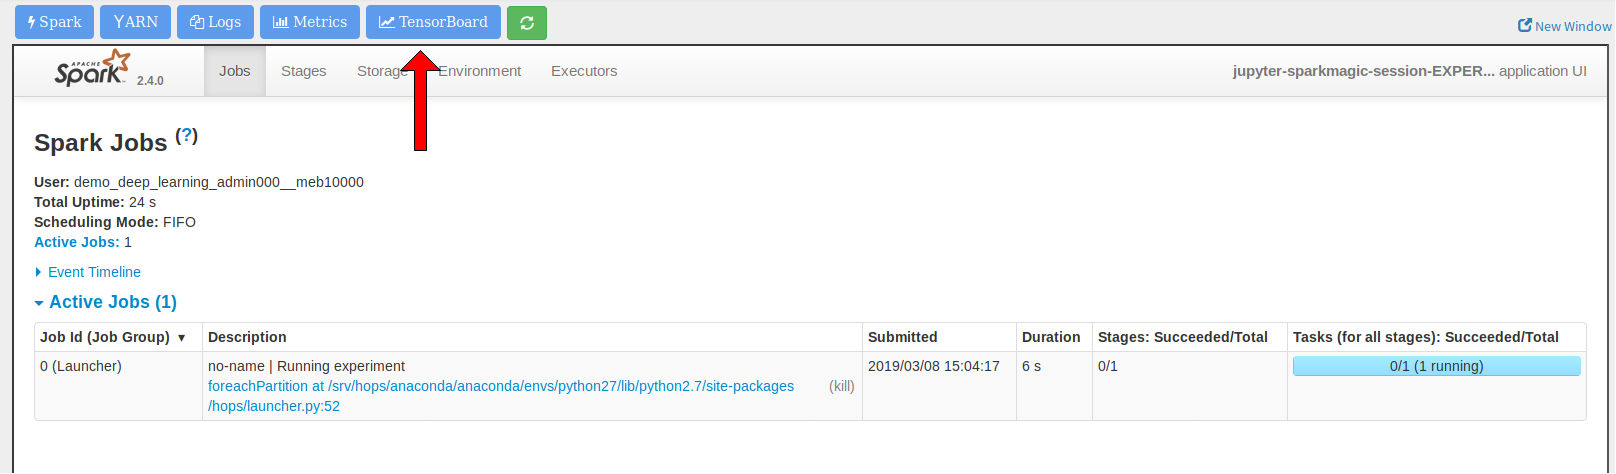 Spark YARN Logs Metrics TensorBoard New Window
APACHE Spark™ 2.4.0 Jobs Stages Storage Environment Executors jupyter-sparkmagic-session-EXPER... application UI
Spark Jobs (?)
User: demo_deep_learning_admin000__meb10000
Total Uptime: 24 s
Scheduling Mode: FIFO
Active Jobs: 1
Event Timeline
Active Jobs (1)
Job Id (Job Group) ▾ Description Submitted Duration Stages: Succeeded/Total Tasks (for all stages): Succeeded/Total
0 (Launcher) no-name | Running experiment 2019/03/08 15:04:17 6 s 0/1 0/1 (1 running)
foreachPartition at /srv/hops/anaconda/anaconda/envs/python27/lib/python2.7/site-packages (kill)
/hops/launcher.py:52